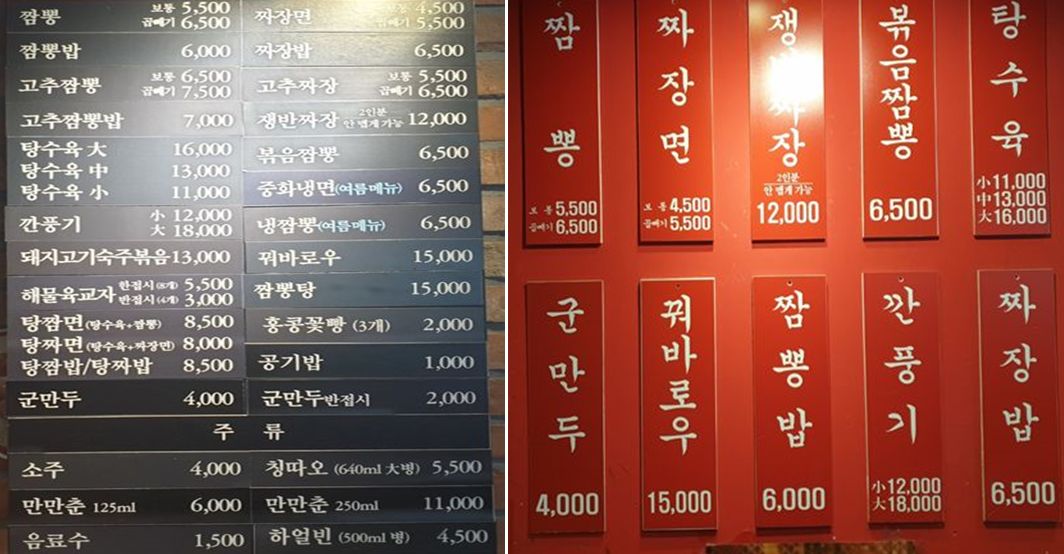 짬뽕 보통 5,500 곱빼기 6,500
짬뽕밥 6,000
고추짬뽕 보통 6,500 곱빼기 7,500
고추짬뽕밥 7,000
탕수육 大 16,000
탕수육 中 13,000
탕수육 小 11,000
깐풍기 小 12,000 大 18,000
돼지고기숙주볶음 13,000
해물육교자 한접시(8개) 5,500 반접시(4개) 3,000
탕짬면(탕수육+짬뽕) 8,500
탕짜면(탕수육+짜장면) 8,000
탕짬밥/탕짜밥 8,500
군만두 4,000
짜장면 보통 4,500 곱빼기 5,500
짜장밥 6,500
고추짜장 보통 5,500 곱빼기 6,500
쟁반짜장 2인분 안 맵게 가능 12,000
볶음짬뽕 6,500
중화냉면(여름메뉴) 6,500
냉짬뽕(여름메뉴) 6,500
꿔바로우 15,000
짬뽕탕 15,000
홍콩꽃빵 (3개) 2,000
공기밥 1,000
군만두반접시 2,000
주 류
소주 4,000
만만춘 125ml 6,000
음료수 1,500
칭따오 (640ml 大병) 5,500
만만춘 250ml 11,000
하얼빈 (500ml 병) 4,500
짬뽕
보통 5,500
곱빼기 6,500
짜장면
보통 4,500
곱빼기 5,500
쟁 짜장
2인분
안 맵게 가능
12,000
볶음짬뽕
6,500
탕수육
小 11,000
中 13,000
大 16,000
군만두
4,000
꿔바로우
15,000
짬뽕밥
6,000
깐풍기
小 12,000
大 18,000
짜장밥
6,500